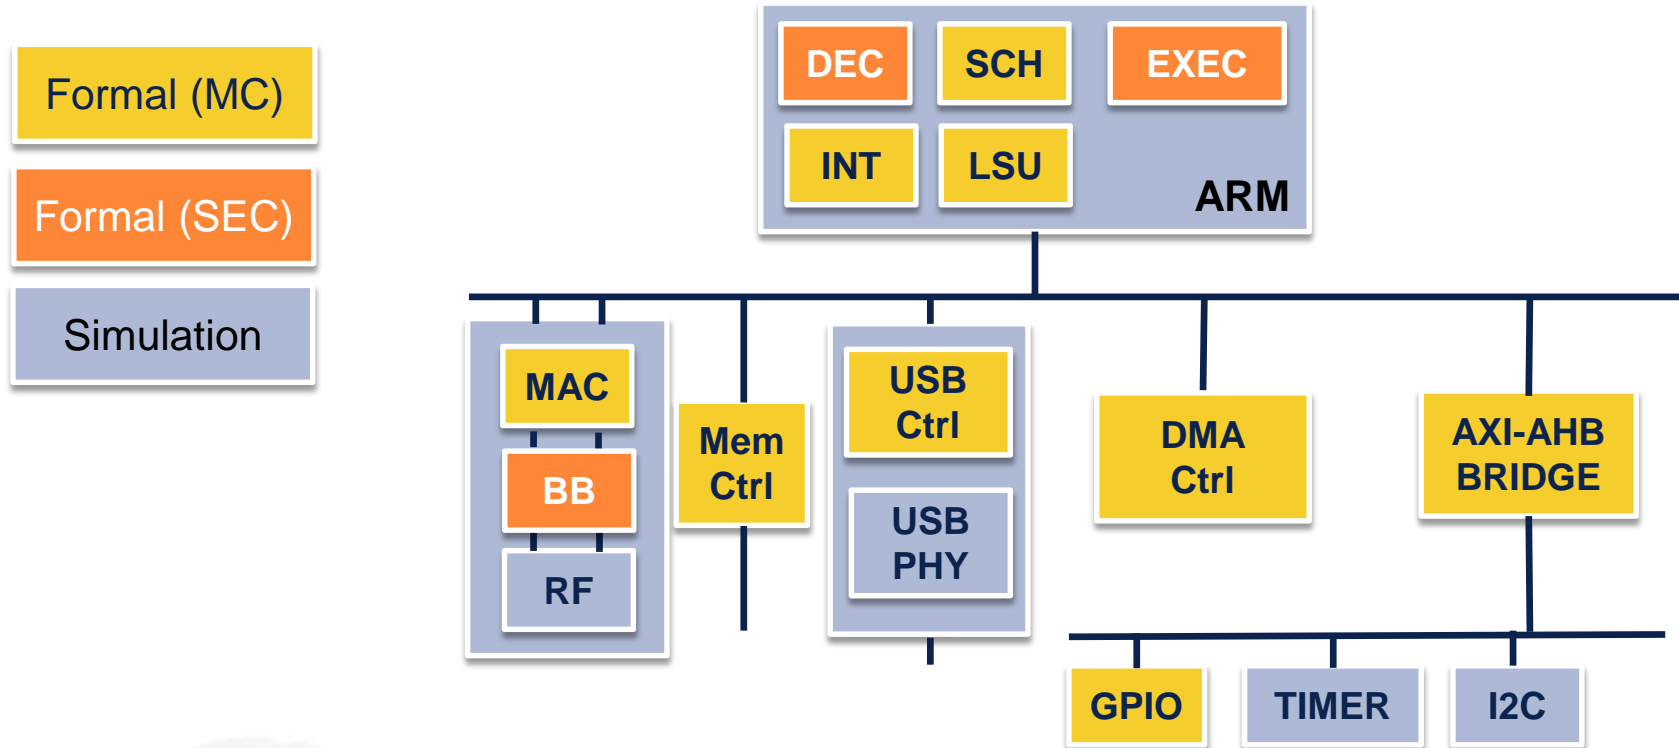 Formal (MC)
Formal (SEC)
Simulation
DEC
SCH
EXEC
INT
LSU
ARM
MAC
BB
RF
Mem
Ctrl
USB
Ctrl
USB
PHY
DMA
Ctrl
AXI-AHB
BRIDGE
GPIO
TIMER
I2C